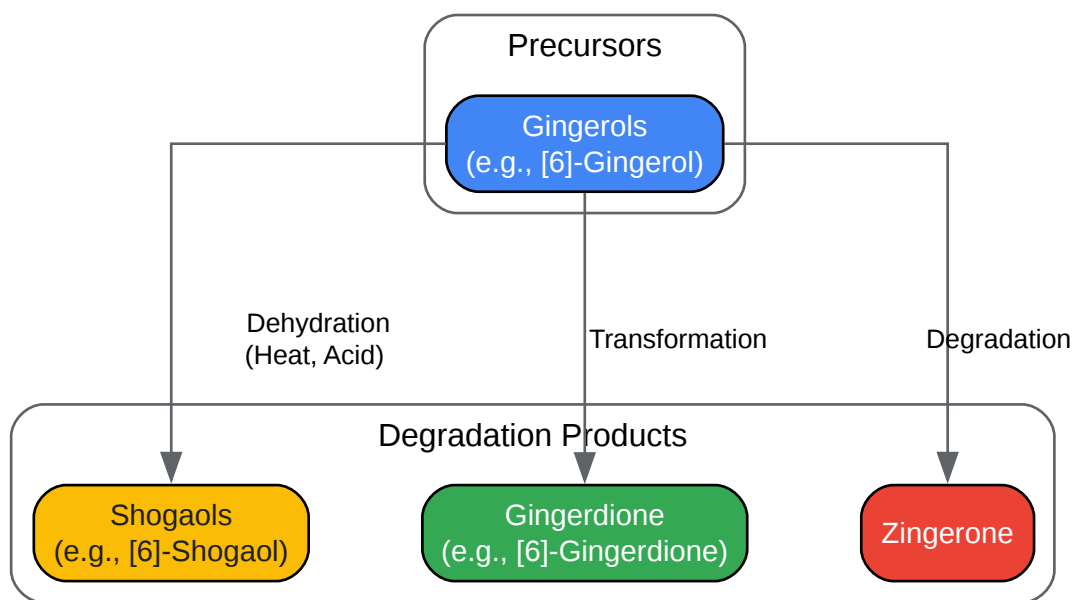 Precursors
Gingerols
(e.g., [6]-Gingerol)
Dehydration
(Heat, Acid)
Transformation
Degradation
Degradation Products
Shogaols
(e.g., [6]-Shogaol)
Gingerdione
(e.g., [6]-Gingerdione)
Zingerone